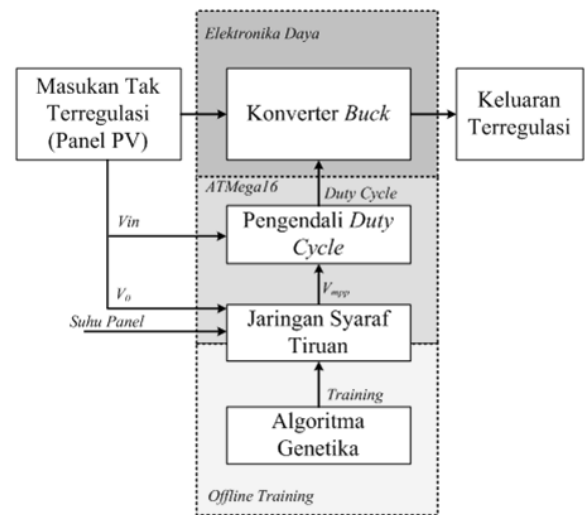 Elektronika Daya
Masukan Tak
Terregulasi
(Panel PV)
Konverter Buck
Keluaran
Terregulasi
ATMega16
Duty Cycle
Vin
Pengendali Duty
Cycle
Vo
Vmpp
Suhu Panel
Jaringan Syaraf
Tiruan
Training
Algoritma
Genetika
Offline Training